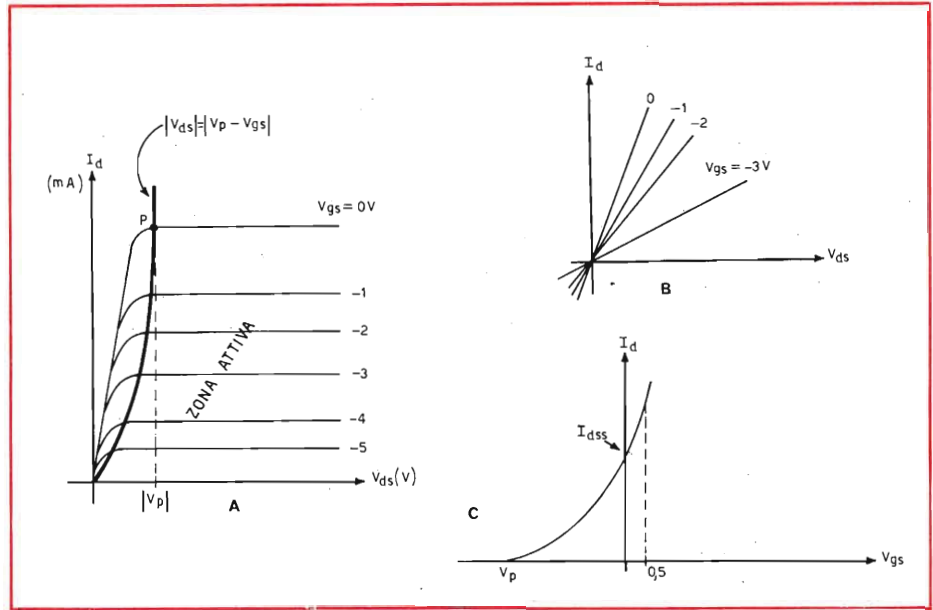 |Vds|=|Vp-Vgs|
Id
(mA)
P
Vgs=0V
-1
-2
-3
-4
-5
ZONA ATTIVA
Vds(V)
|Vp|
A
Id
0
-1
-2
Vgs=-3V
Vds
B
Id
Idss
C
Vp
0,5
Vgs